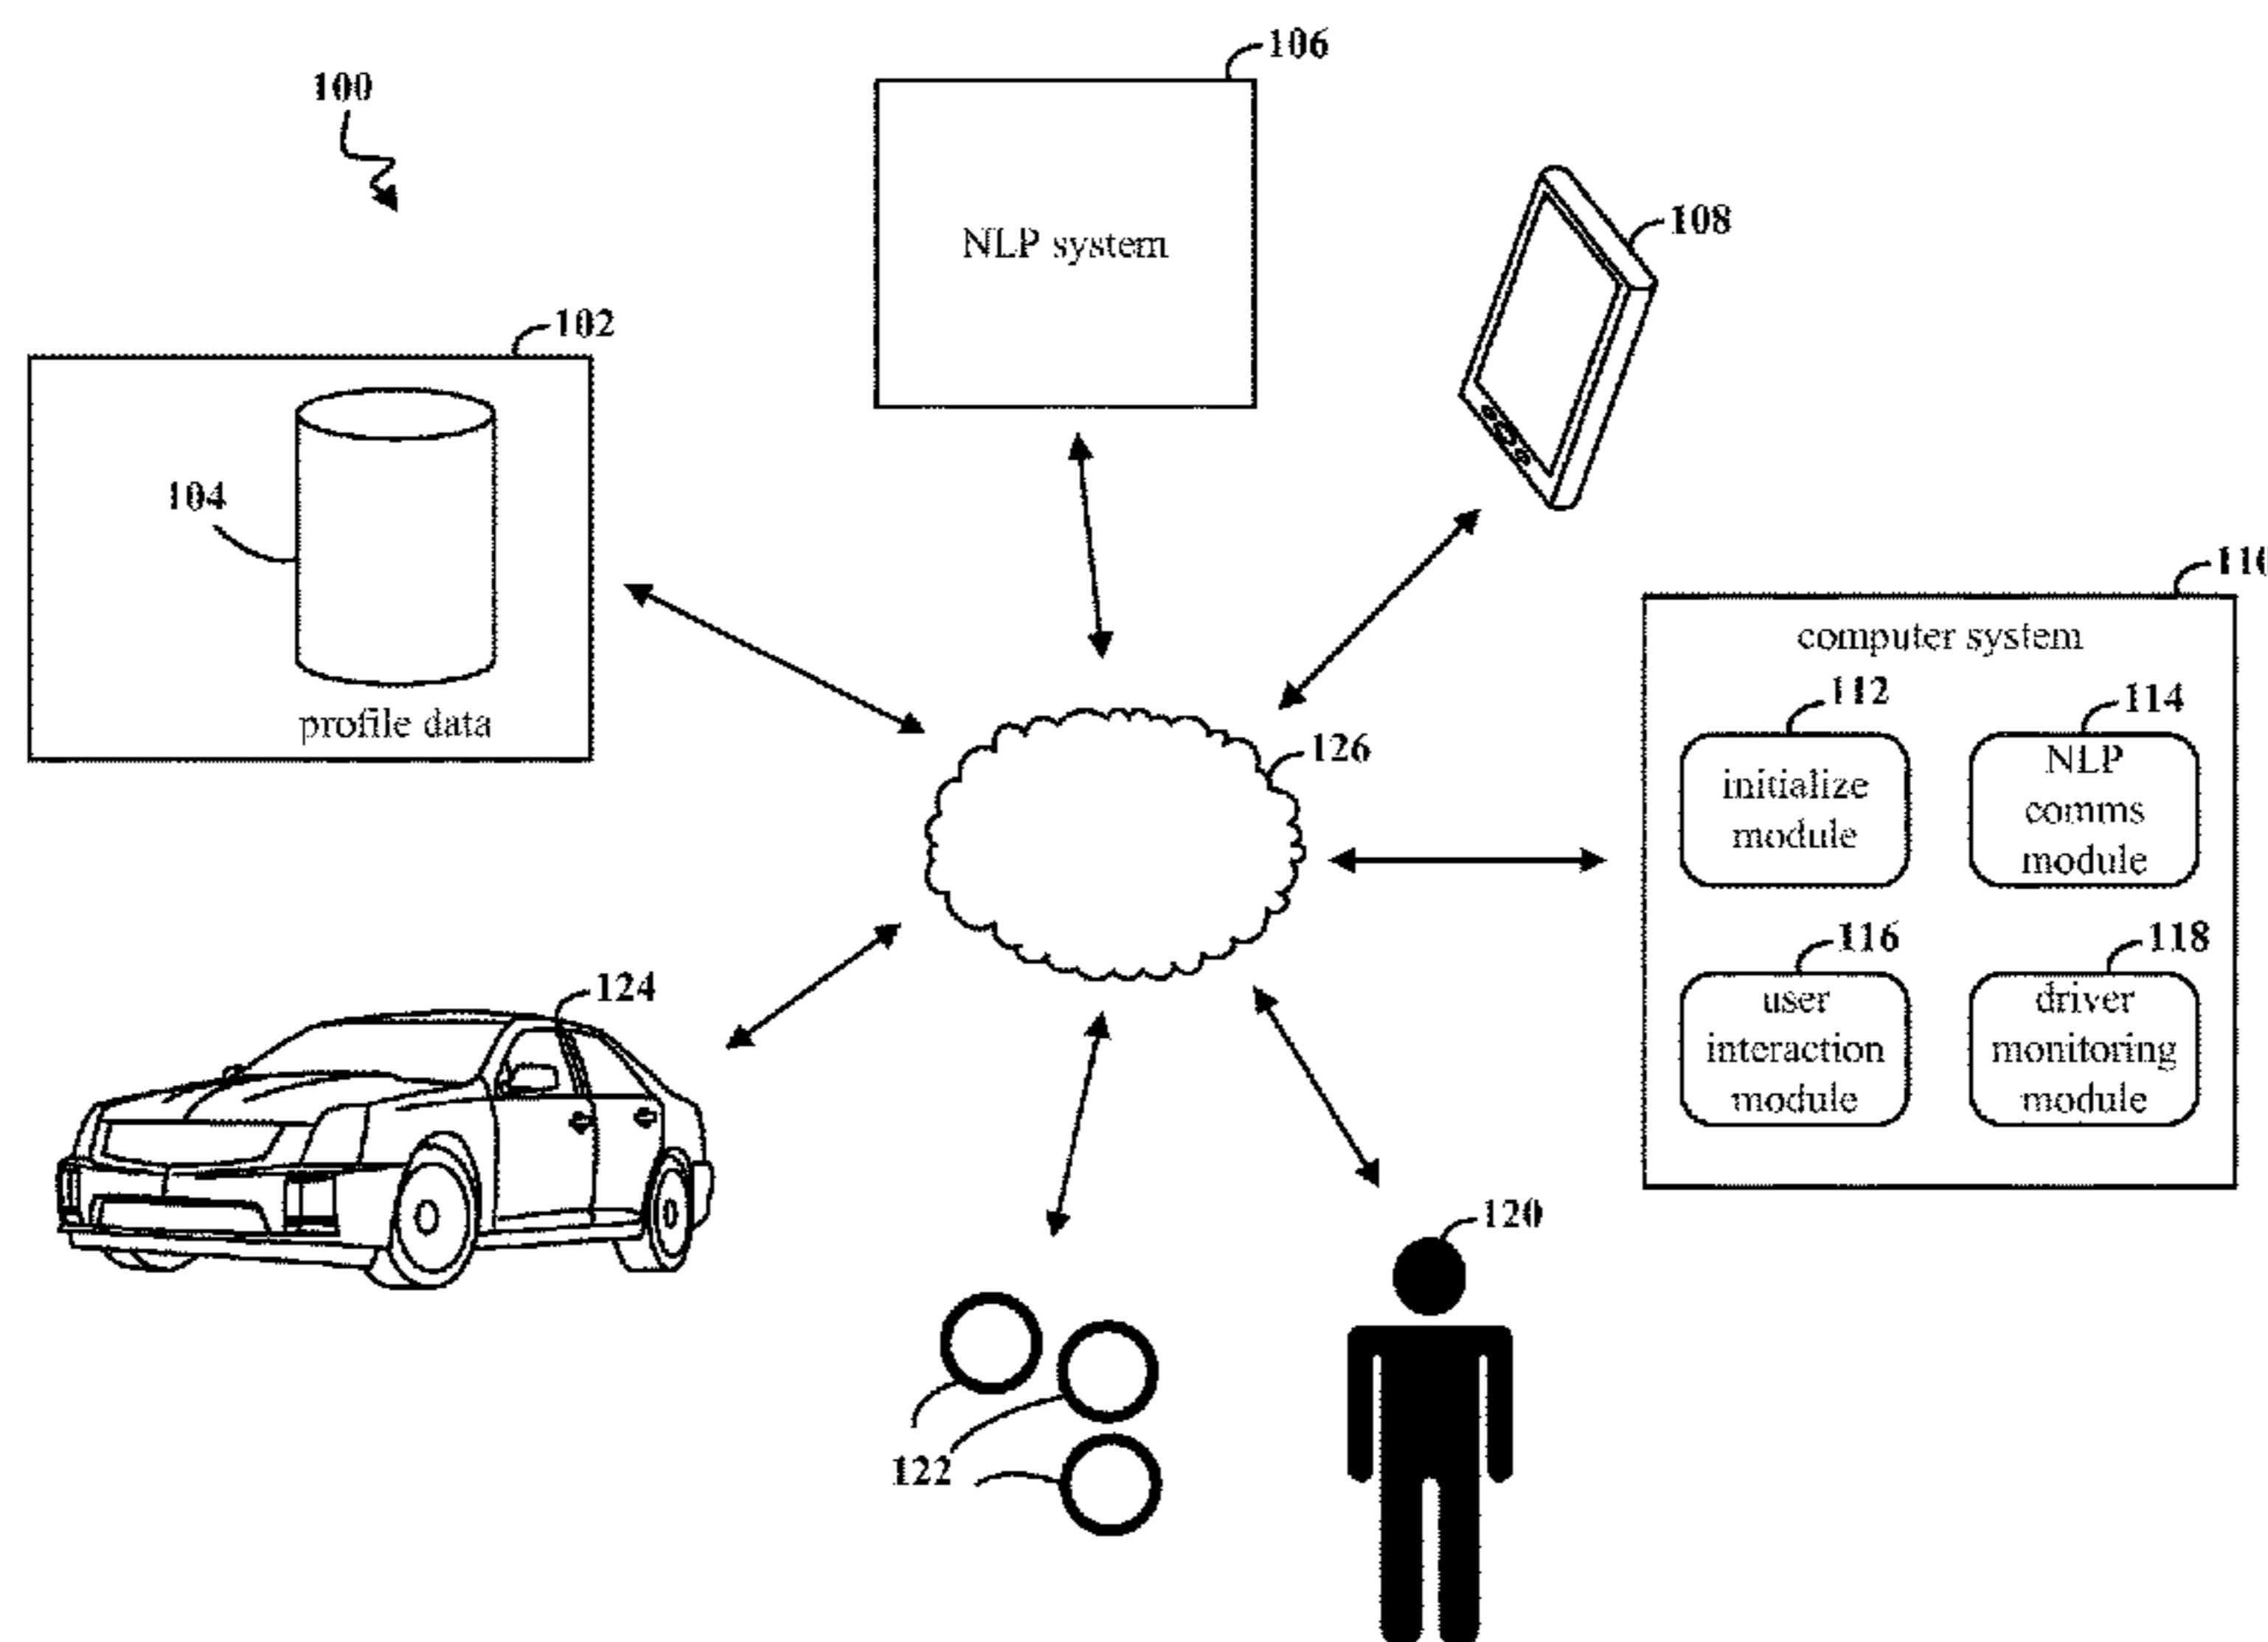 100
106
NLP system
108
102
104
profile data
110
computer system
112
initialize
module
114
NLP
comms
module
116
user
interaction
module
118
driver
monitoring
module
126
124
122
120